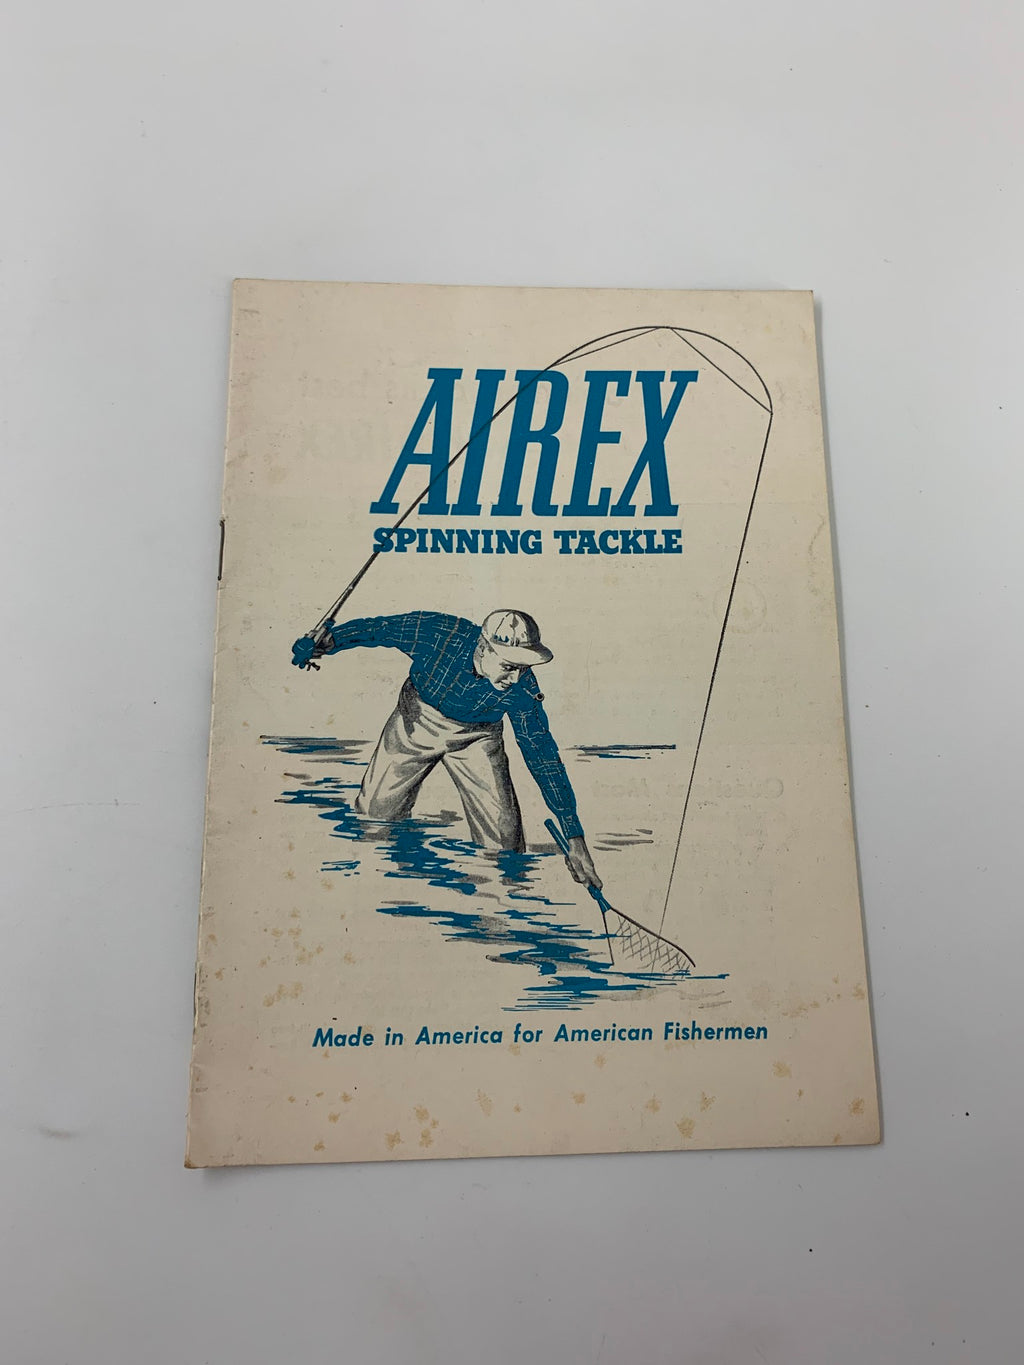 AIREX
SPINNING TACKLE
Made in America for American Fishermen